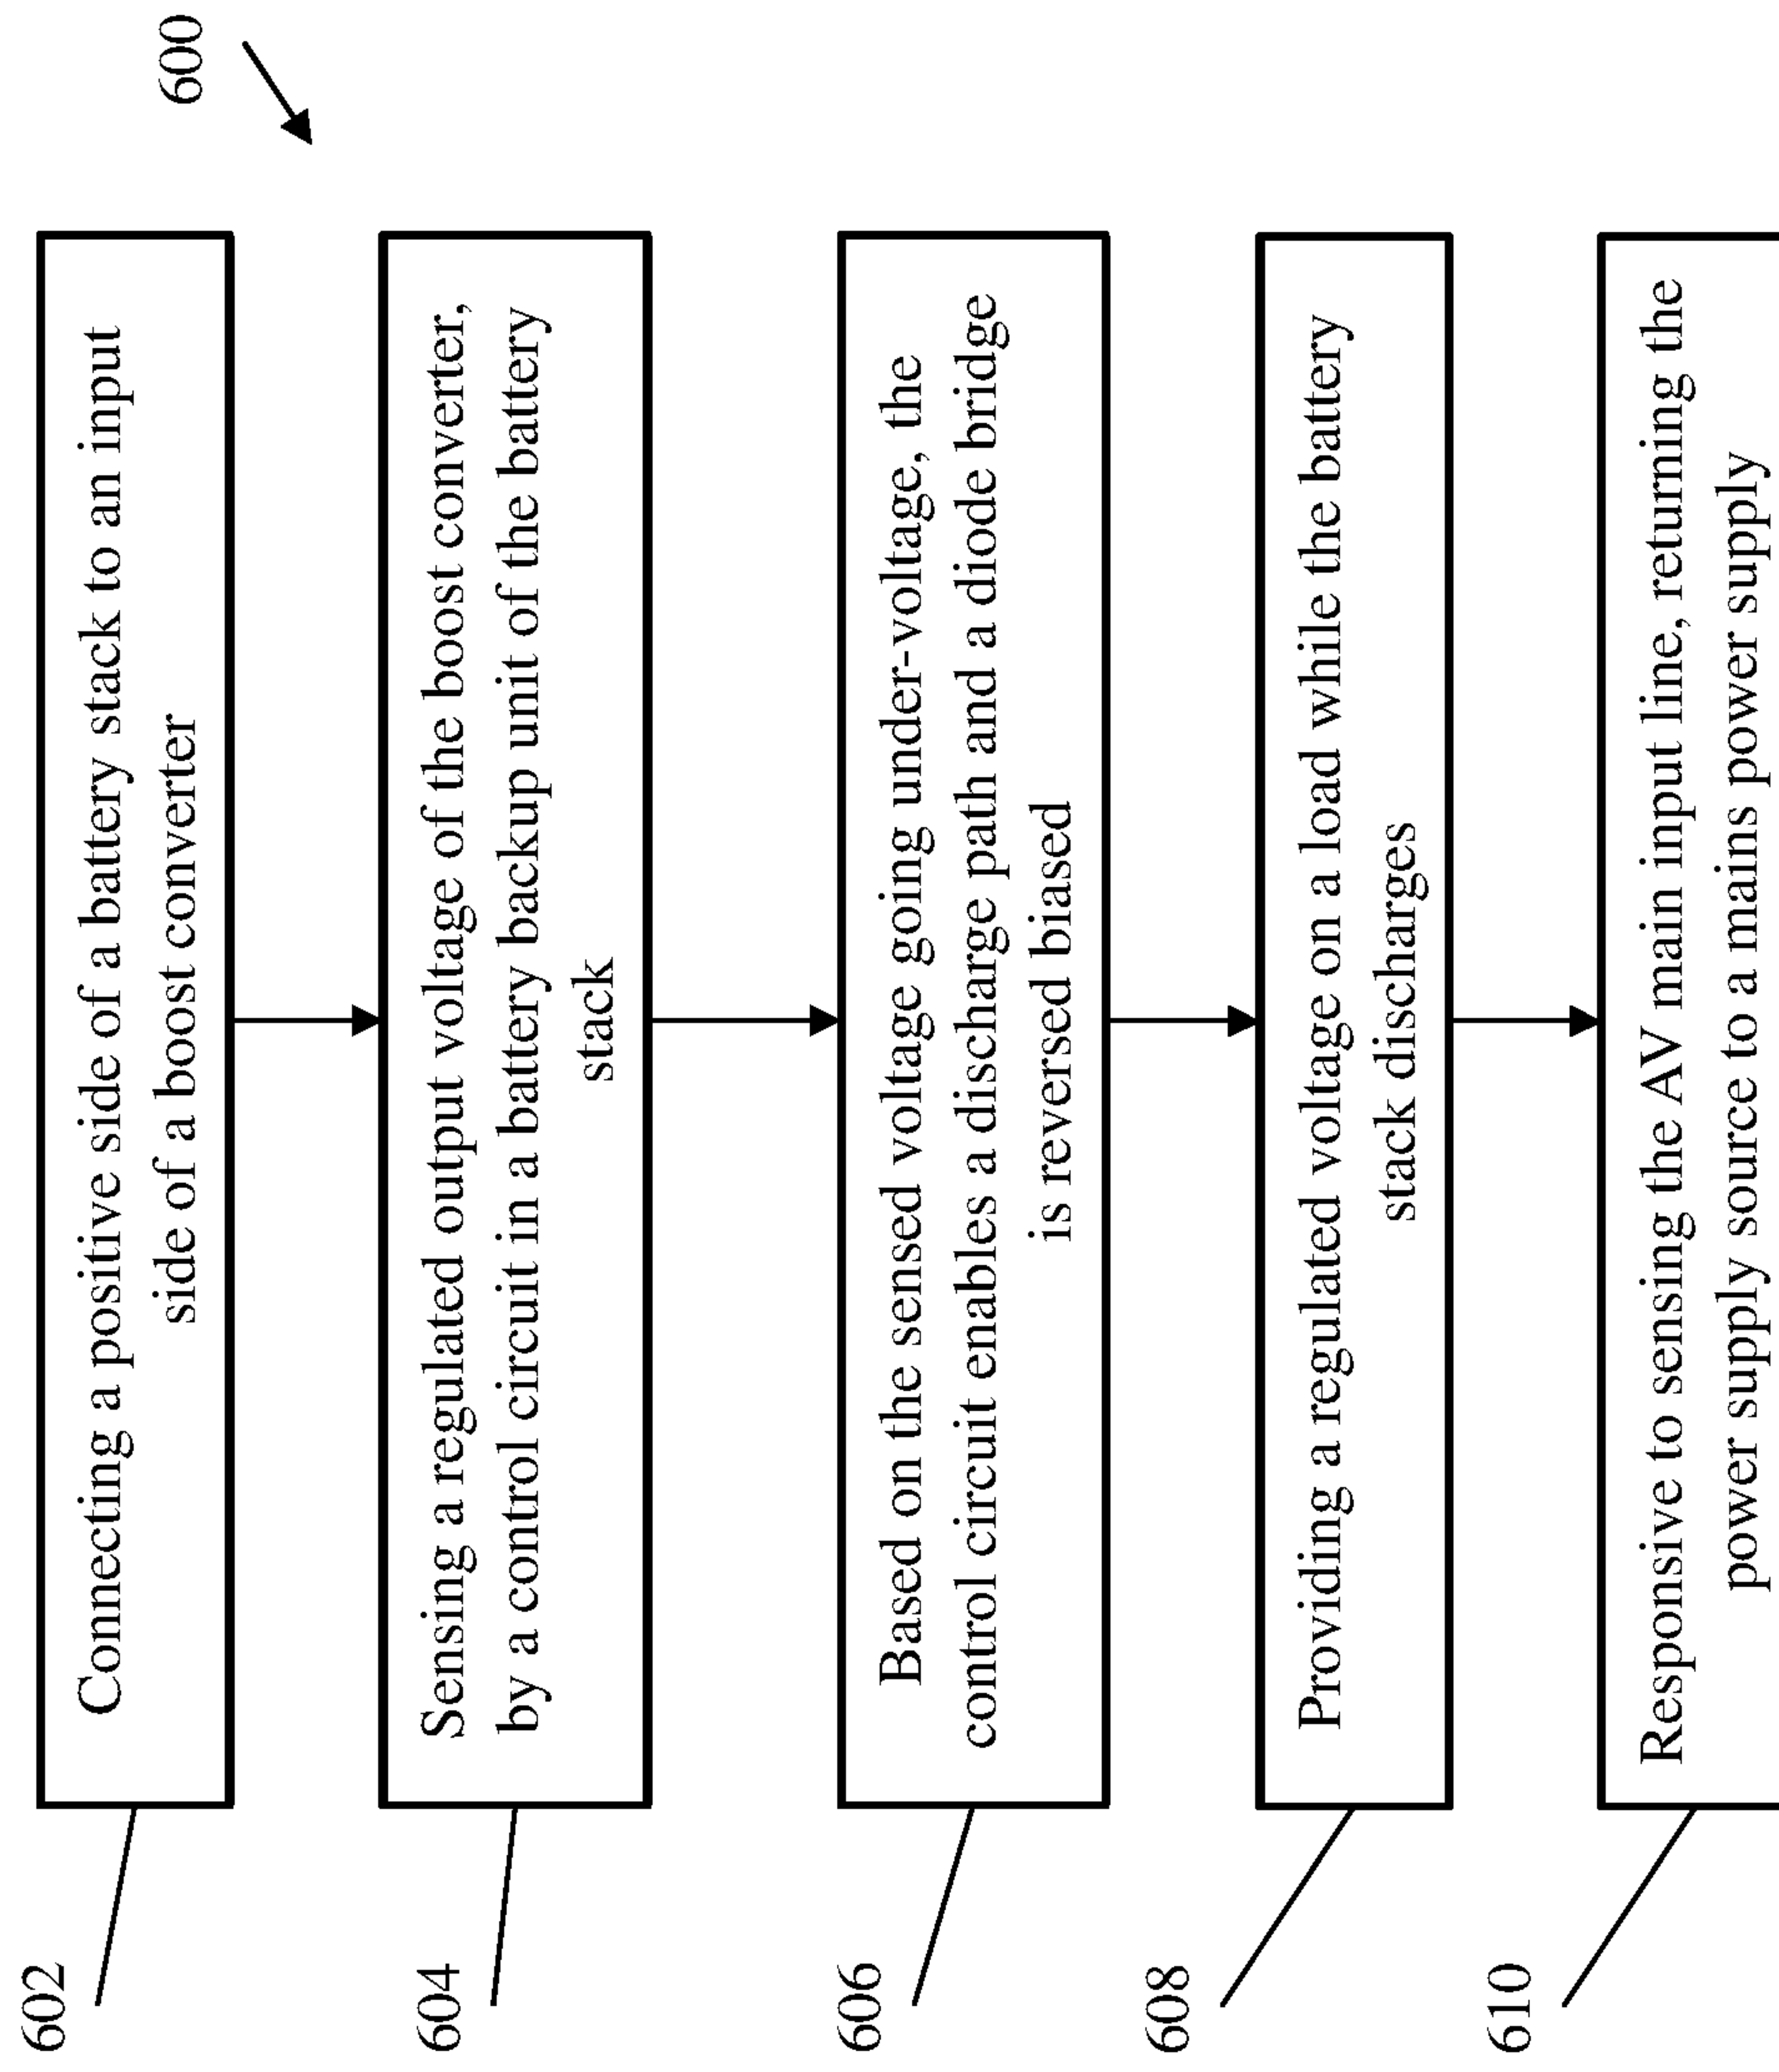 600
602
Connecting a positive side of a battery stack to an input
side of a boost converter
604
Sensing a regulated output voltage of the boost converter,
by a control circuit in a battery backup unit of the battery
stack
606
Based on the sensed voltage going under-voltage, the
control circuit enables a discharge path and a diode bridge
is reversed biased
608
Providing a regulated voltage on a load while the battery
stack discharges
610
Responsive to sensing the AV main input line, returning the
power supply source to a mains power supply